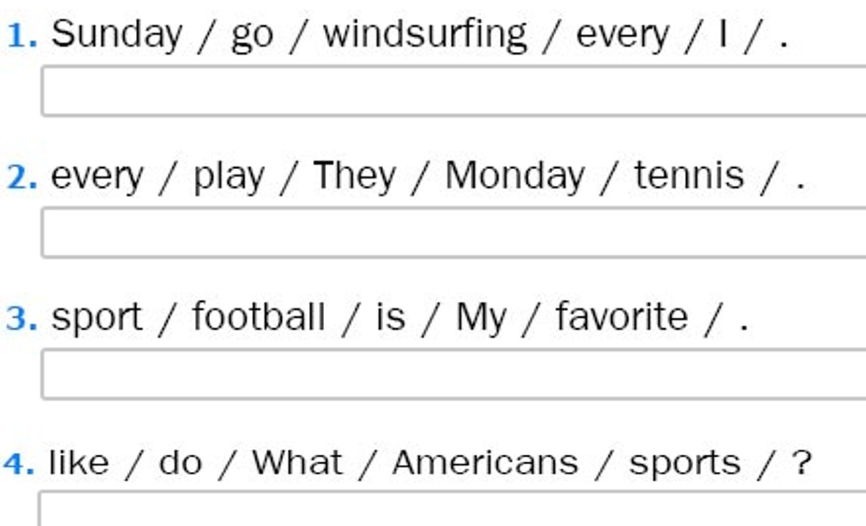 1. Sunday / go / windsurfing / every / I / .
2. every / play / They / Monday / tennis / .
3. sport / football / is / My / favorite / .
4. like / do / What / Americans / sports / ?